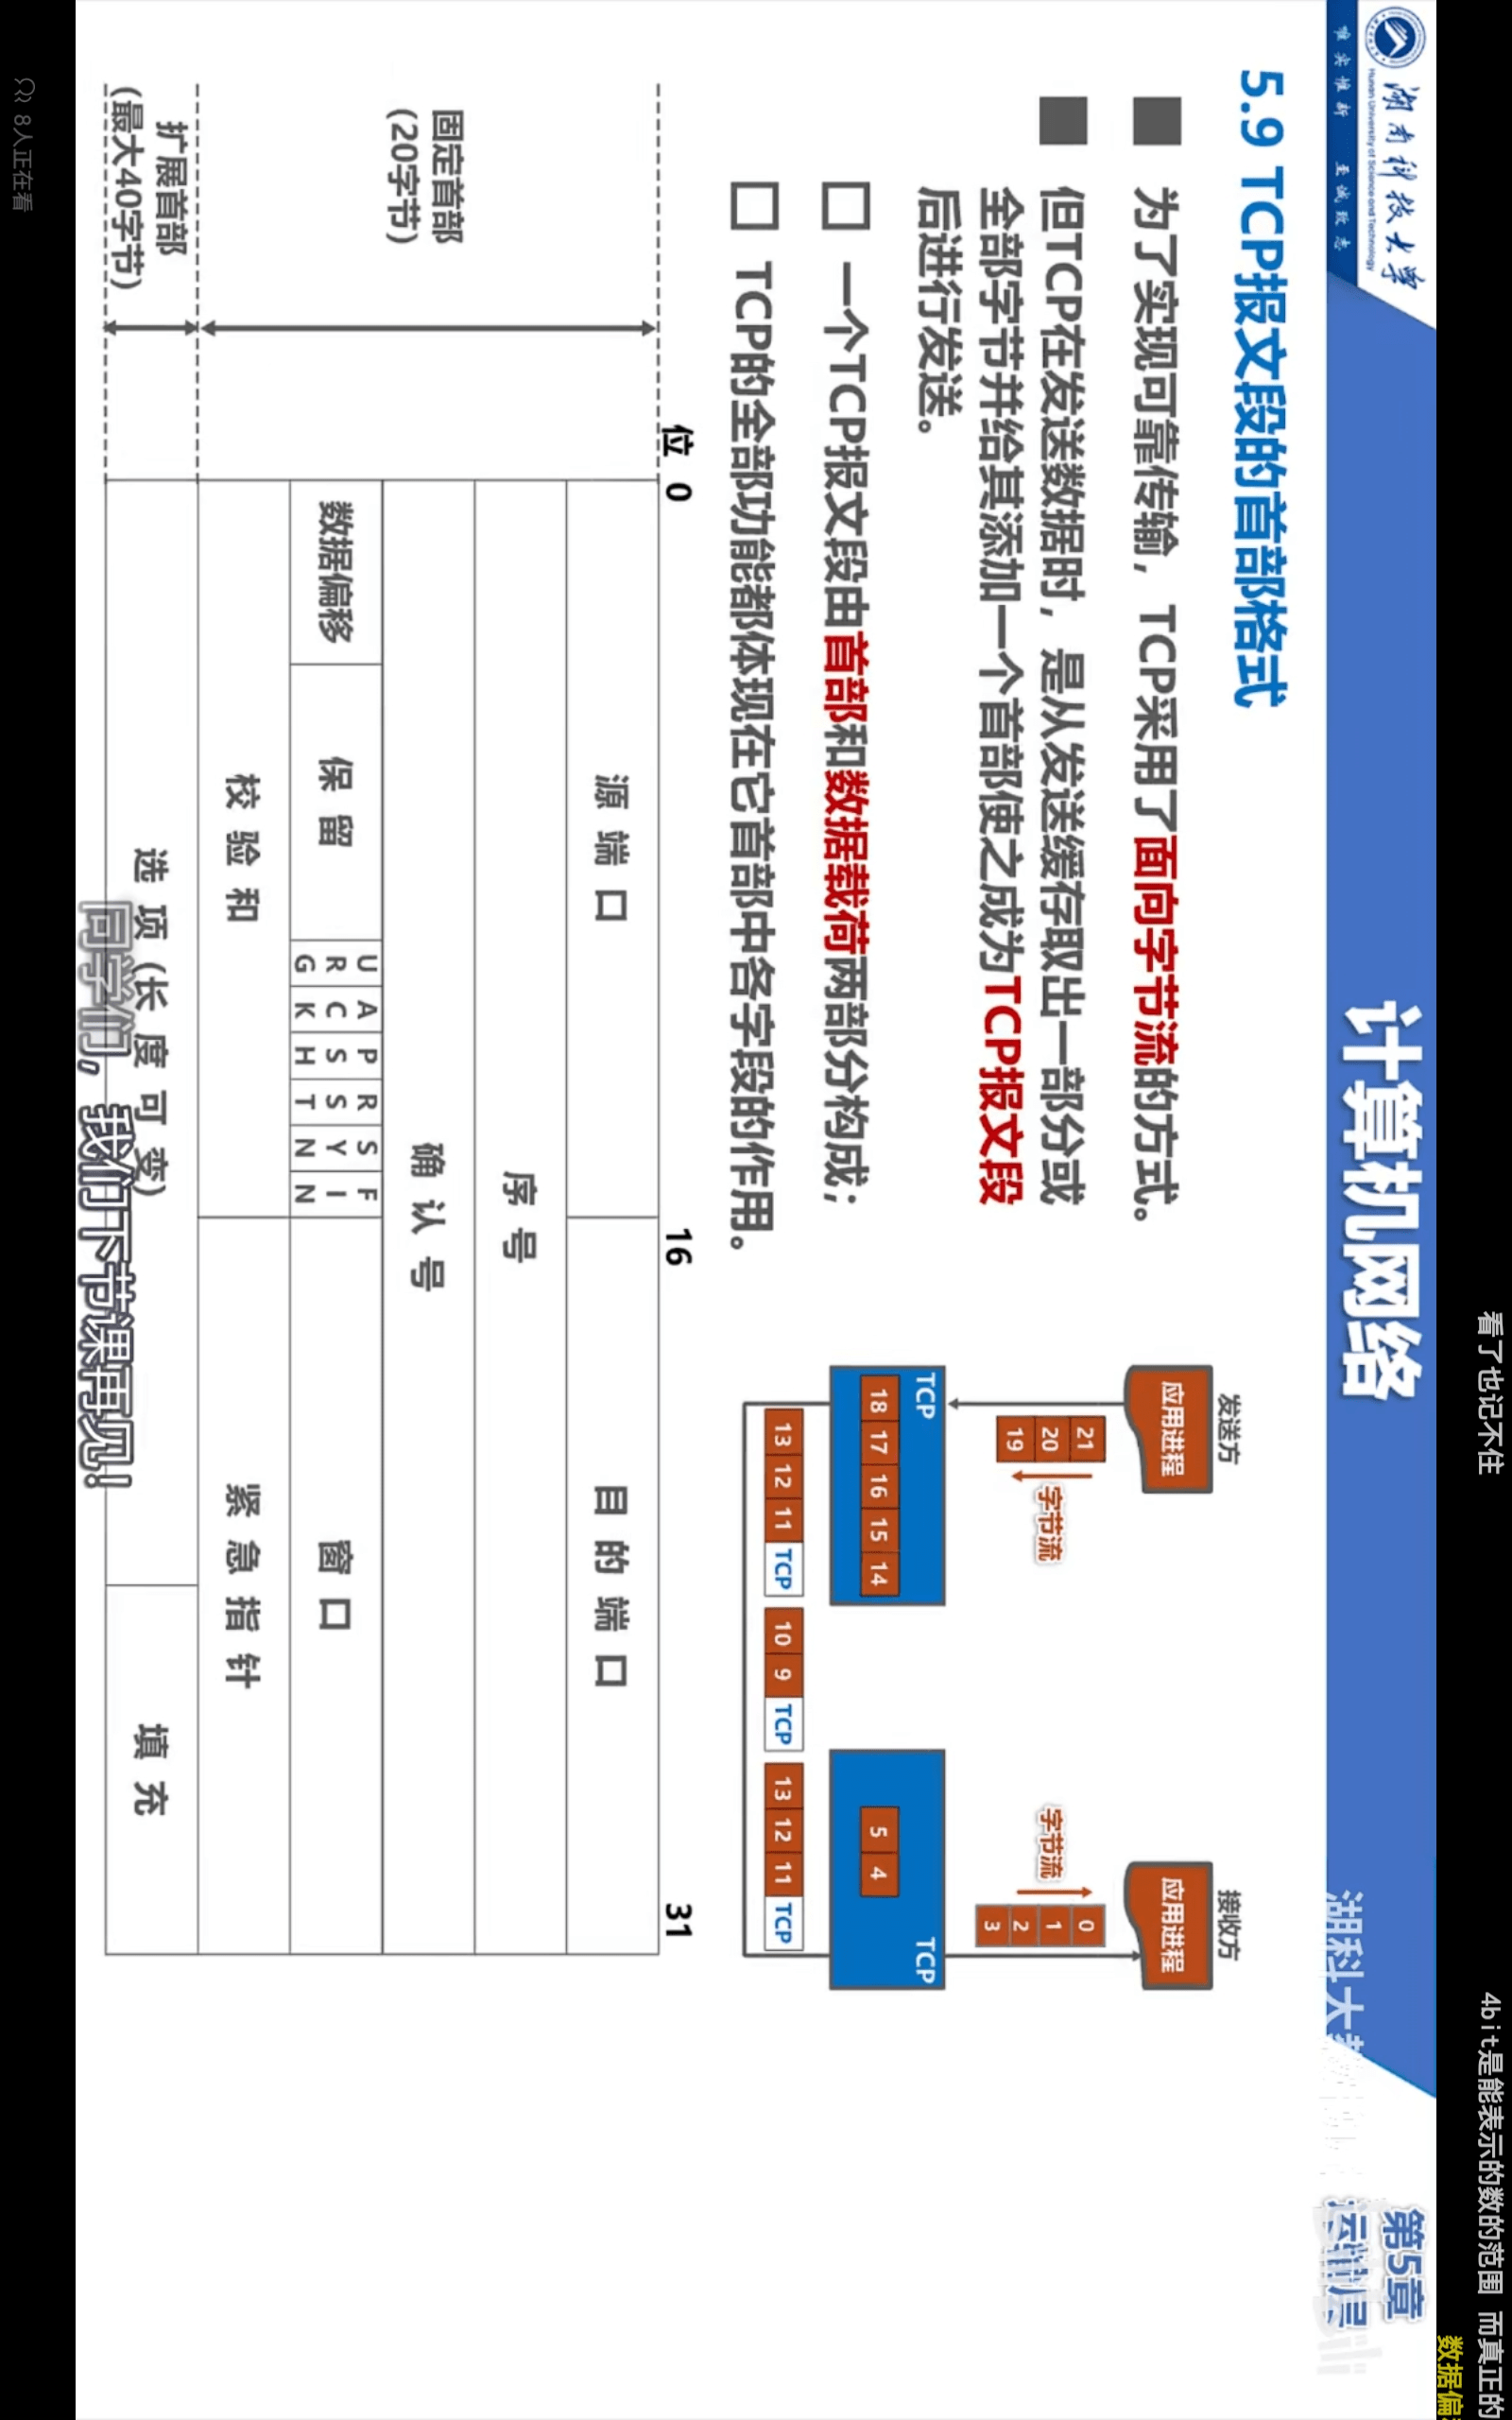 看了也记不住
4bit是能表示的数的范围 而真正的
数据偏
湖南科技大学
Hunan University of Science and Technology
唯实惟新 至诚致志
计算机网络
湖科大
第5章
运输层
5.9 TCP报文段的首部格式
为了实现可靠传输，TCP采用了面向字节流的方式。
但TCP在发送数据时，是从发送缓存取出一部分或
全部字节并给其添加一个首部使之成为TCP报文段
后进行发送。
一个TCP报文段由首部和数据载荷两部分构成；
TCP的全部功能都体现在它首部中各字段的作用。
发送方
接收方
应用进程
应用进程
21
20
19
字节流
字节流
0
1
2
3
TCP
TCP
18 17 16 15 14
5 4
13 12 11 TCP
10 9 TCP
13 12 11 TCP
位 0 16 31
固定首部
(20字节)
源端口 目的端口
序号
确认号
数据偏移 保留 URG ACK PSH RST SYN FIN 窗口
校验和 紧急指针
扩展首部
(最大40字节)
选项(长度可变) 填充
同学们，我们下节课再见！
8人正在看